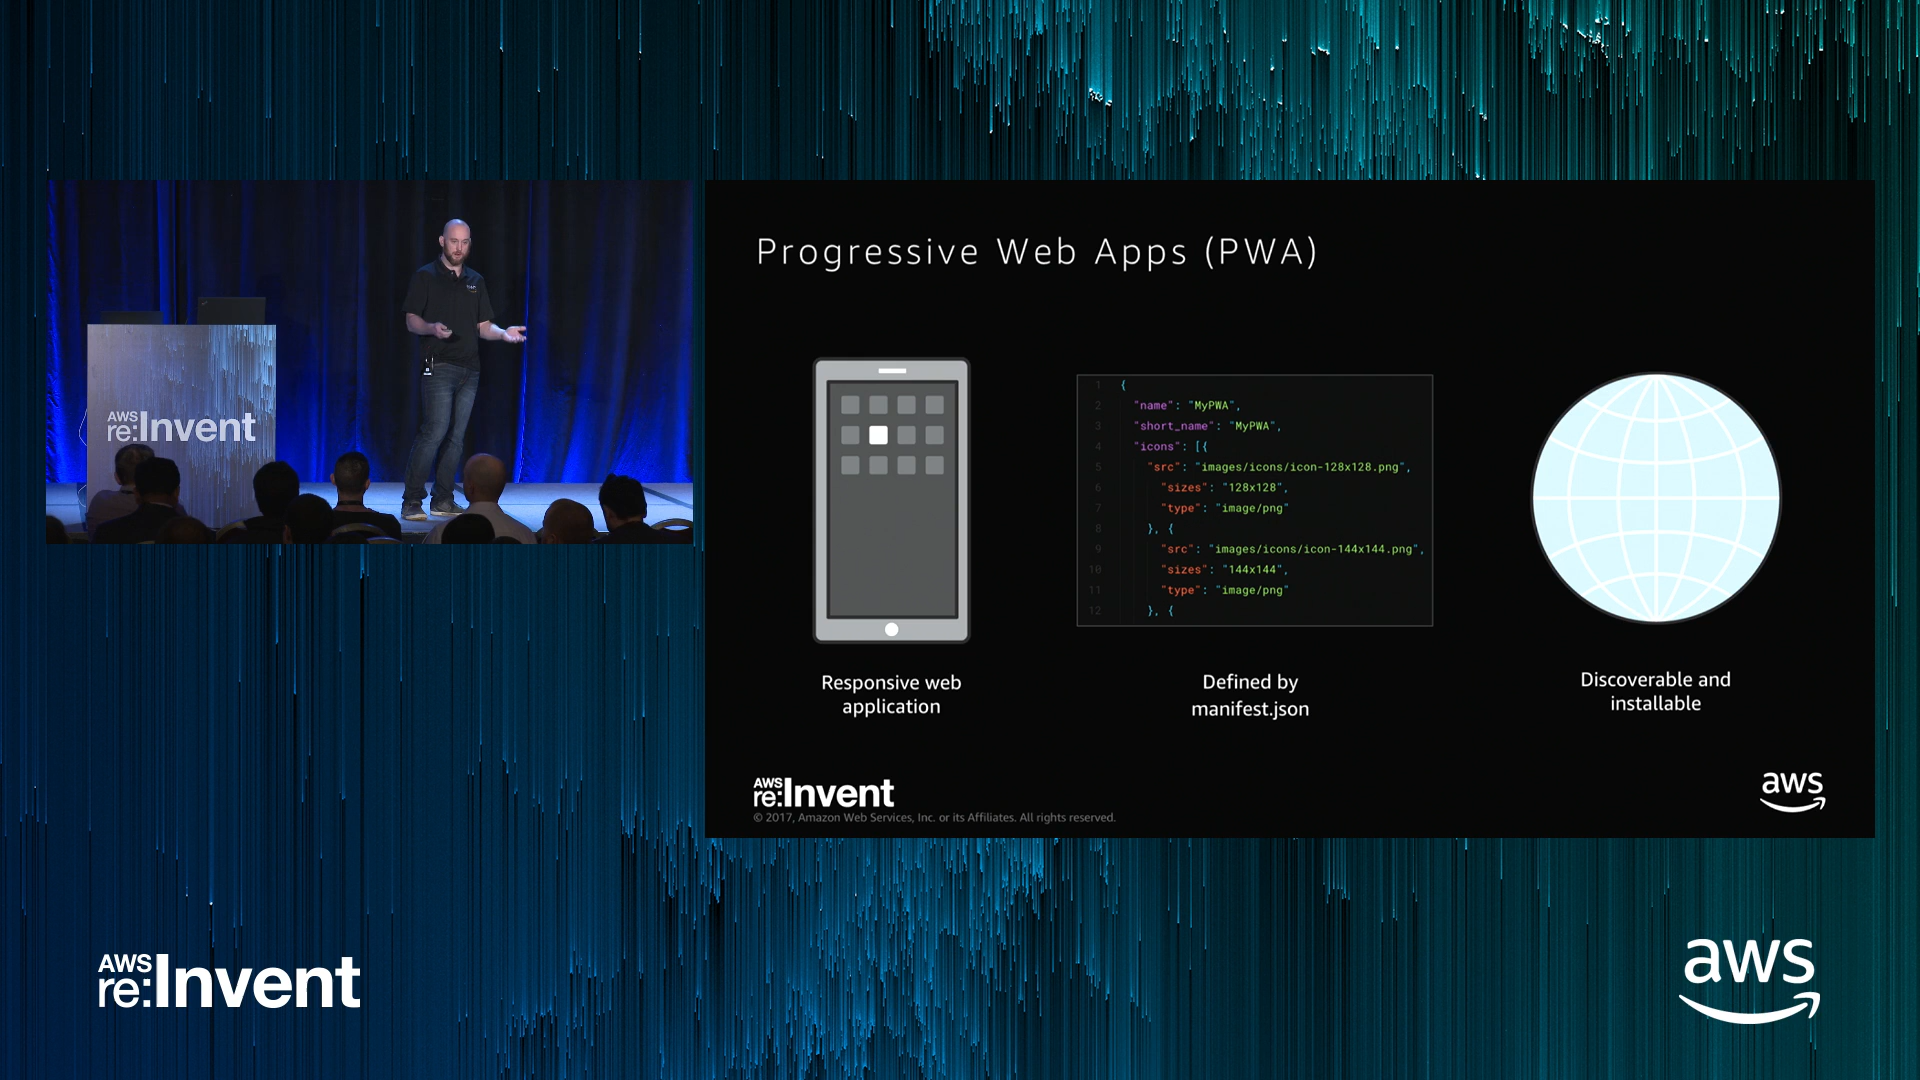 AWS
re:Invent
Progressive Web Apps (PWA)
1 {
2 "name": "MyPWA",
3 "short_name": "MyPWA",
4 "icons": [{
5 "src": "images/icons/icon-128x128.png",
6 "sizes": "128x128",
7 "type": "image/png"
8 }, {
9 "src": "images/icons/icon-144x144.png",
10 "sizes": "144x144",
11 "type": "image/png"
12 }, {
Responsive web
application
Defined by
manifest.json
Discoverable and
installable
AWS
re:Invent
© 2017, Amazon Web Services, Inc. or its Affiliates. All rights reserved.
aws
AWS
re:Invent
aws